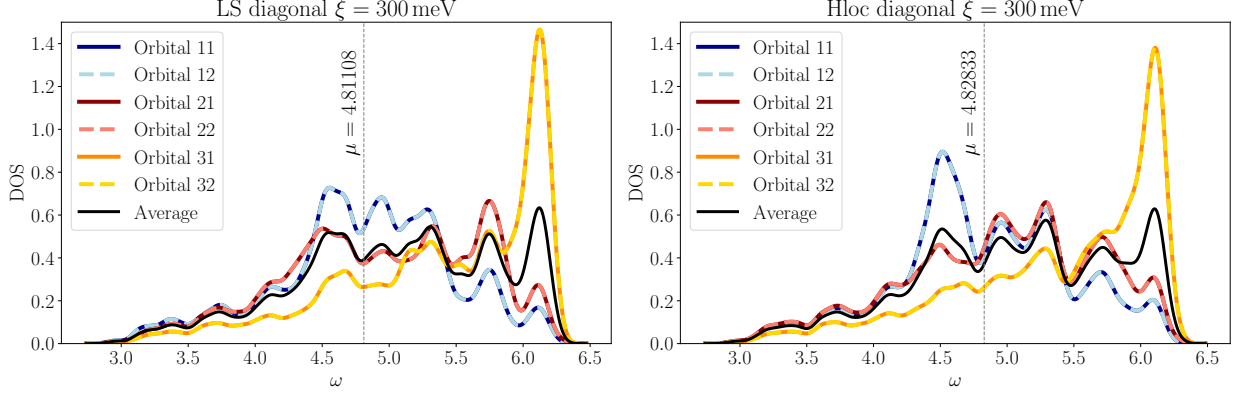 LS diagonal ξ = 300 meV
DOS
1.4
1.2
1.0
0.8
0.6
0.4
0.2
0.0
Orbital 11
Orbital 12
Orbital 21
Orbital 22
Orbital 31
Orbital 32
Average
μ = 4.81108
3.0 3.5 4.0 4.5 5.0 5.5 6.0 6.5
ω
Hloc diagonal ξ = 300 meV
DOS
1.4
1.2
1.0
0.8
0.6
0.4
0.2
0.0
Orbital 11
Orbital 12
Orbital 21
Orbital 22
Orbital 31
Orbital 32
Average
μ = 4.82833
3.0 3.5 4.0 4.5 5.0 5.5 6.0 6.5
ω